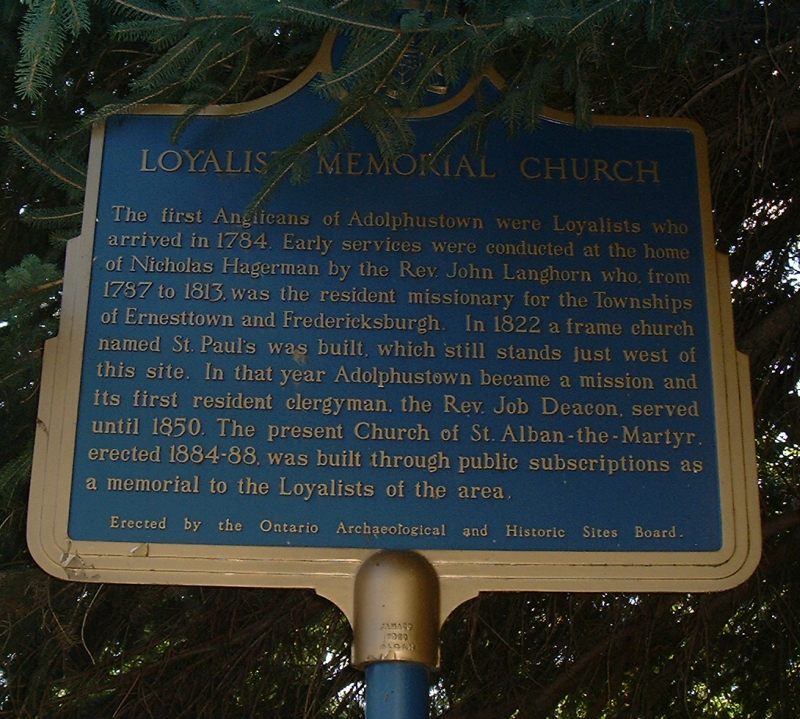 LOYALIST MEMORIAL CHURCH
The first Anglicans of Adolphustown were Loyalists who
arrived in 1784. Early services were conducted at the home
of Nicholas Hagerman by the Rev. John Langhorn who, from
1787 to 1813, was the resident missionary for the Townships
of Ernesttown and Fredericksburgh. In 1822 a frame church
named St. Paul's was built, which still stands just west of
this site. In that year Adolphustown became a mission and
its first resident clergyman, the Rev. Job Deacon, served
until 1850. The present Church of St. Alban-the-Martyr,
erected 1884-88, was built through public subscriptions as
a memorial to the Loyalists of the area.
Erected by the Ontario Archaeological and Historic Sites Board.